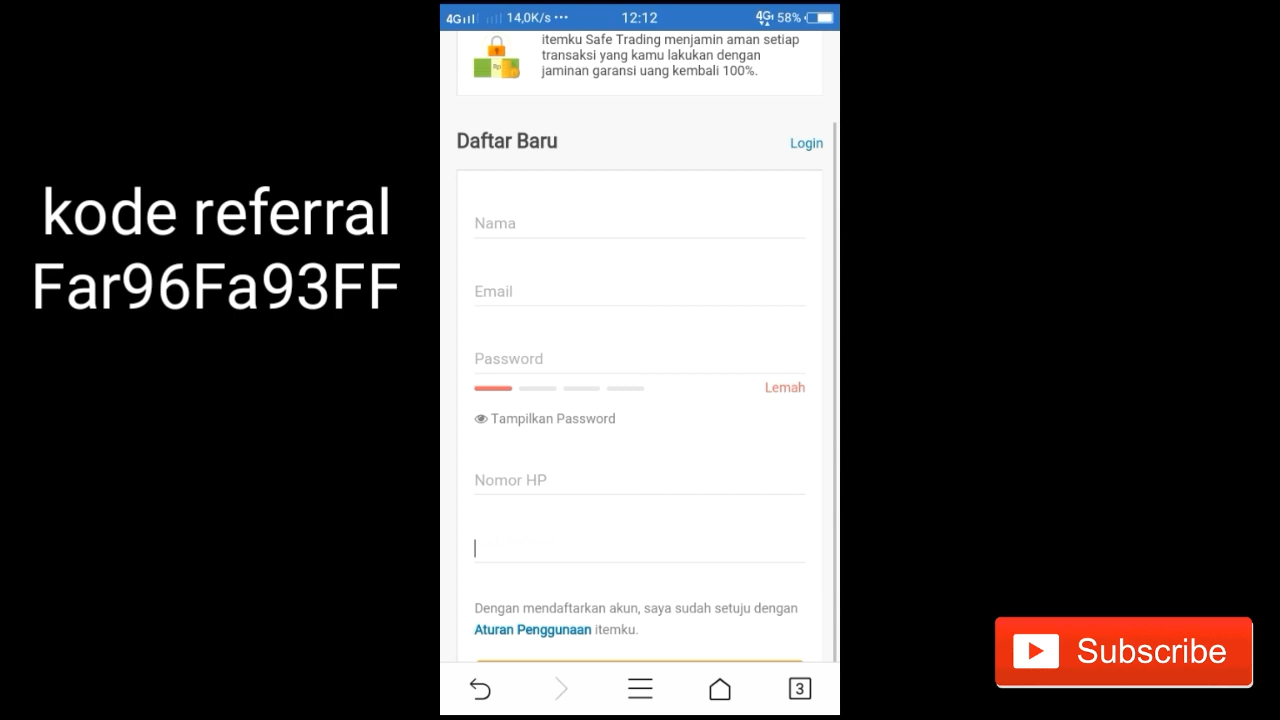 4G 14,0K/s ••• 12:12 4G 58%
itemku Safe Trading menjamin aman setiap
transaksi yang kamu lakukan dengan
jaminan garansi uang kembali 100%.
Rp
Daftar Baru
Login
kode referral
Far96Fa93FF
Nama
Email
Password
Lemah
Tampilkan Password
Nomor HP
Dengan mendaftarkan akun, saya sudah setuju dengan
Aturan Penggunaan itemku.
Subscribe
3